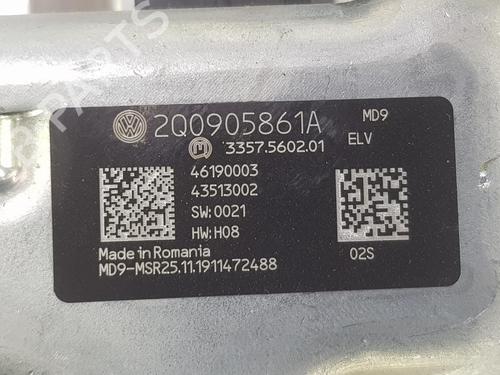 2Q0905861A MD9
3357.5602.01 ELV
46190003
43513002
SW:0021
HW:H08
Made in Romania 02S
MD9-MSR25.11.1911472488
PARTS